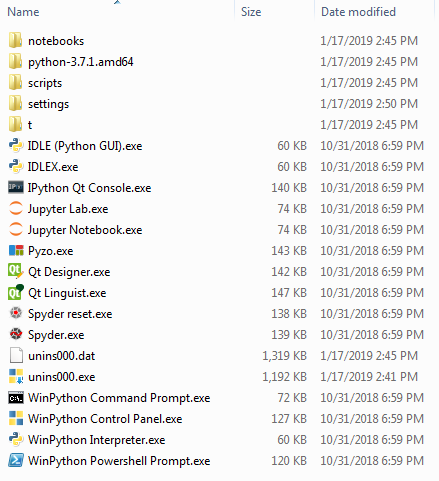 Name Size Date modified
notebooks 1/17/2019 2:45 PM
python-3.7.1.amd64 1/17/2019 2:45 PM
scripts 1/17/2019 2:45 PM
settings 1/17/2019 2:50 PM
t 1/17/2019 2:45 PM
IDLE (Python GUI).exe 60 KB 10/31/2018 6:59 PM
IDLEX.exe 60 KB 10/31/2018 6:59 PM
IPython Qt Console.exe 140 KB 10/31/2018 6:59 PM
Jupyter Lab.exe 74 KB 10/31/2018 6:59 PM
Jupyter Notebook.exe 74 KB 10/31/2018 6:59 PM
Pyzo.exe 143 KB 10/31/2018 6:59 PM
Qt Designer.exe 142 KB 10/31/2018 6:59 PM
Qt Linguist.exe 147 KB 10/31/2018 6:59 PM
Spyder reset.exe 138 KB 10/31/2018 6:59 PM
Spyder.exe 139 KB 10/31/2018 6:59 PM
unins000.dat 1,319 KB 1/17/2019 2:45 PM
unins000.exe 1,192 KB 1/17/2019 2:41 PM
WinPython Command Prompt.exe 72 KB 10/31/2018 6:59 PM
WinPython Control Panel.exe 127 KB 10/31/2018 6:59 PM
WinPython Interpreter.exe 60 KB 10/31/2018 6:59 PM
WinPython Powershell Prompt.exe 120 KB 10/31/2018 6:59 PM